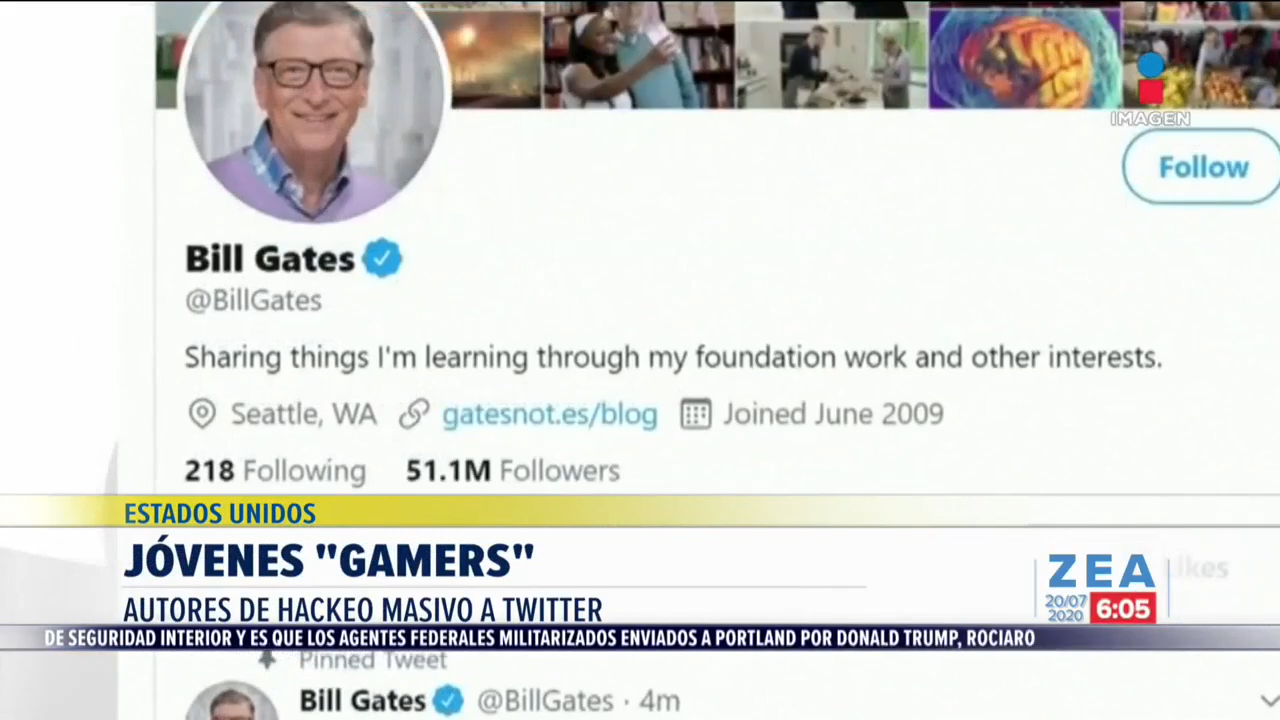 IMAGEN
Follow
Bill Gates
@BillGates
Sharing things I'm learning through my foundation work and other interests.
Seattle, WA gatesnot.es/blog Joined June 2009
218 Following 51.1M Followers
ESTADOS UNIDOS
JÓVENES "GAMERS"
AUTORES DE HACKEO MASIVO A TWITTER
ZEA
Likes
20/07
2020
6:05
DE SEGURIDAD INTERIOR Y ES QUE LOS AGENTES FEDERALES MILITARIZADOS ENVIADOS A PORTLAND POR DONALD TRUMP, ROCIARO
Pinned Tweet
Bill Gates @BillGates · 4m